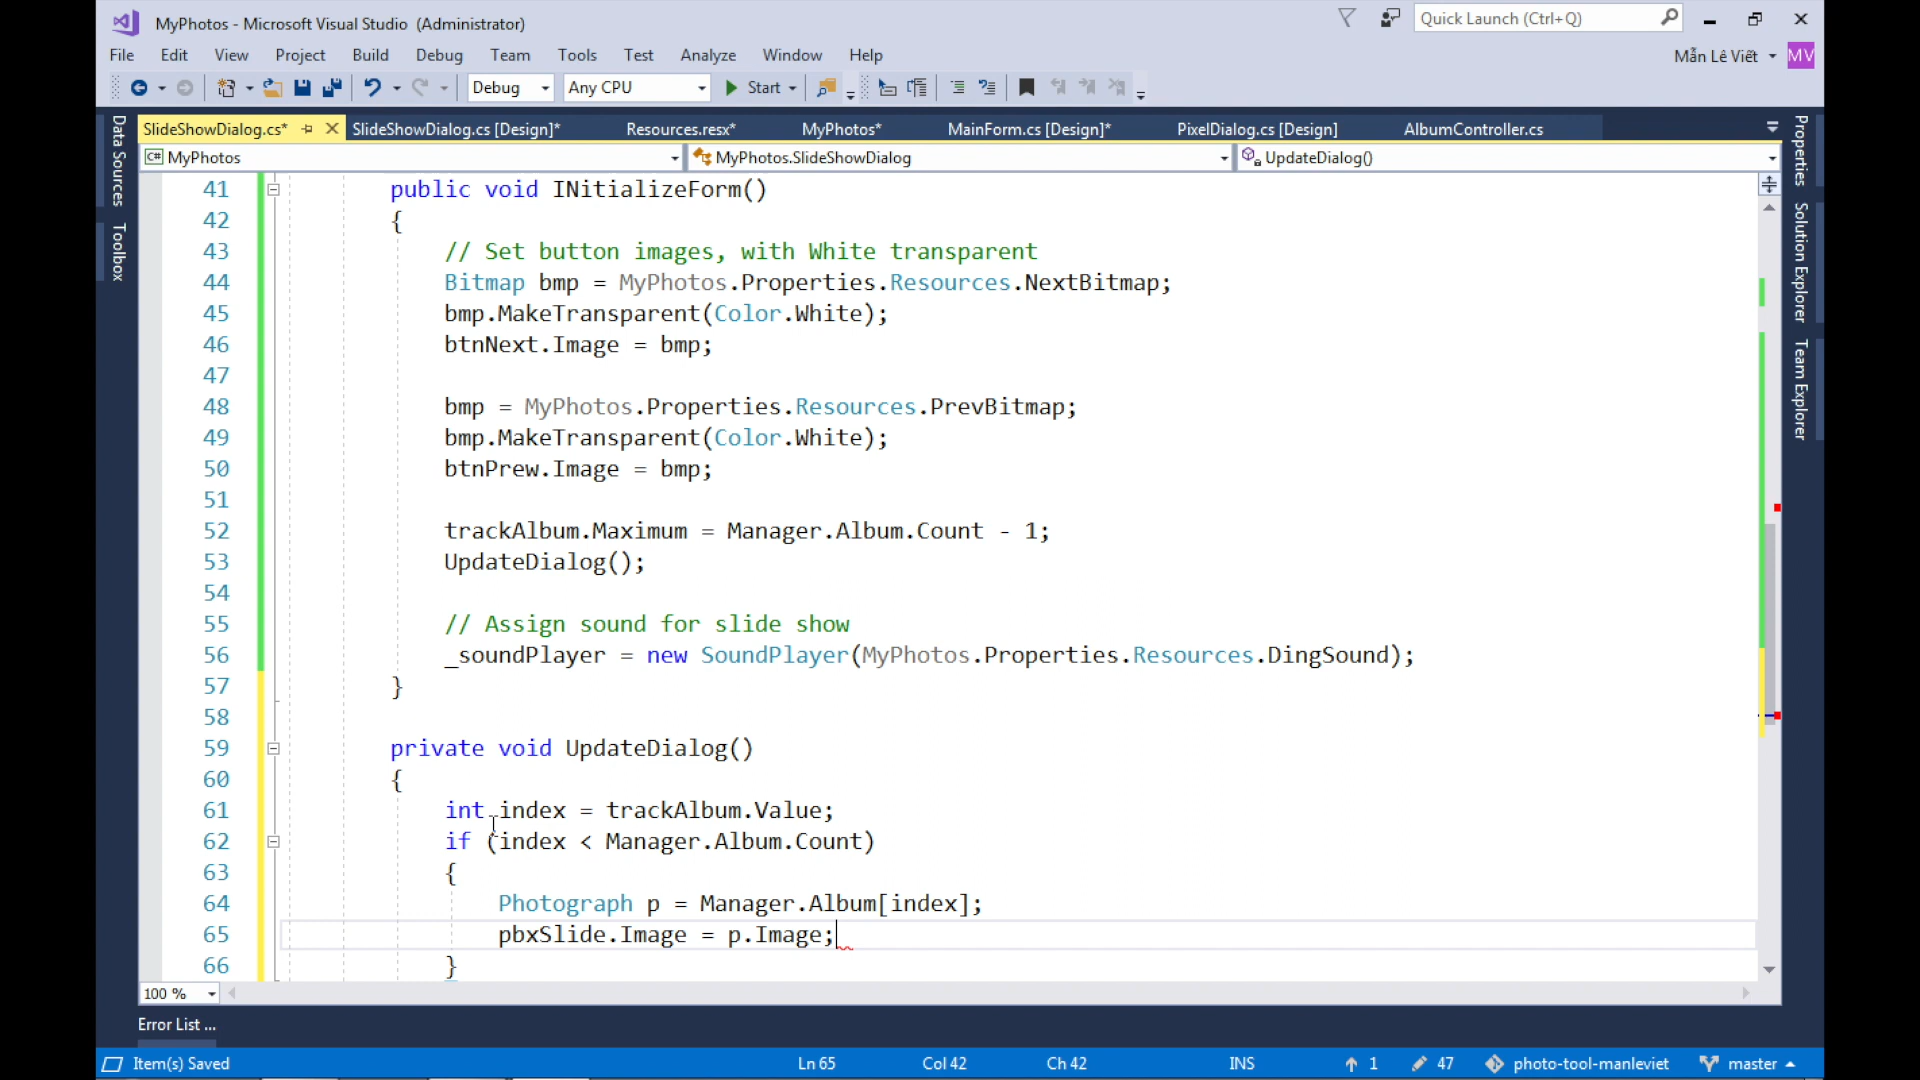 MyPhotos - Microsoft Visual Studio (Administrator)
Quick Launch (Ctrl+Q)
File Edit View Project Build Debug Team Tools Test Analyze Window Help
Mẫn Lê Viết MV
Debug Any CPU Start
SlideShowDialog.cs* SlideShowDialog.cs [Design]* Resources.resx* MyPhotos* MainForm.cs [Design]* PixelDialog.cs [Design] AlbumController.cs
C# MyPhotos MyPhotos.SlideShowDialog UpdateDialog()
Data Sources
Toolbox
Properties
Solution Explorer
Team Explorer
41 public void INitializeForm()
42 {
43 // Set button images, with White transparent
44 Bitmap bmp = MyPhotos.Properties.Resources.NextBitmap;
45 bmp.MakeTransparent(Color.White);
46 btnNext.Image = bmp;
47
48 bmp = MyPhotos.Properties.Resources.PrevBitmap;
49 bmp.MakeTransparent(Color.White);
50 btnPrew.Image = bmp;
51
52 trackAlbum.Maximum = Manager.Album.Count - 1;
53 UpdateDialog();
54
55 // Assign sound for slide show
56 _soundPlayer = new SoundPlayer(MyPhotos.Properties.Resources.DingSound);
57 }
58
59 private void UpdateDialog()
60 {
61 int index = trackAlbum.Value;
62 if (index < Manager.Album.Count)
63 {
64 Photograph p = Manager.Album[index];
65 pbxSlide.Image = p.Image;
66 }
100 %
Error List ...
Item(s) Saved Ln 65 Col 42 Ch 42 INS 1 47 photo-tool-manleviet master